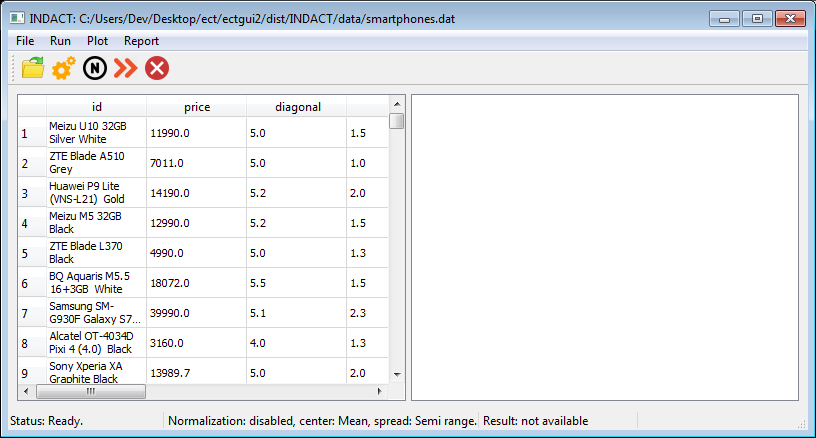 INDACT: C:/Users/Dev/Desktop/ect/ectgui2/dist/INDACT/data/smartphones.dat
File Run Plot Report
N
id price diagonal
1 Meizu U10 32GB Silver White 11990.0 5.0 1.5
2 ZTE Blade A510 Grey 7011.0 5.0 1.0
3 Huawei P9 Lite (VNS-L21) Gold 14190.0 5.2 2.0
4 Meizu M5 32GB Black 12990.0 5.2 1.5
5 ZTE Blade L370 Black 4990.0 5.0 1.3
6 BQ Aquaris M5.5 16+3GB White 18072.0 5.5 1.5
7 Samsung SM-G930F Galaxy S7... 39990.0 5.1 2.3
8 Alcatel OT-4034D Pixi 4 (4.0) Black 3160.0 4.0 1.3
9 Sony Xperia XA Graphite Black 13989.7 5.0 2.0
Status: Ready. Normalization: disabled, center: Mean, spread: Semi range. Result: not available